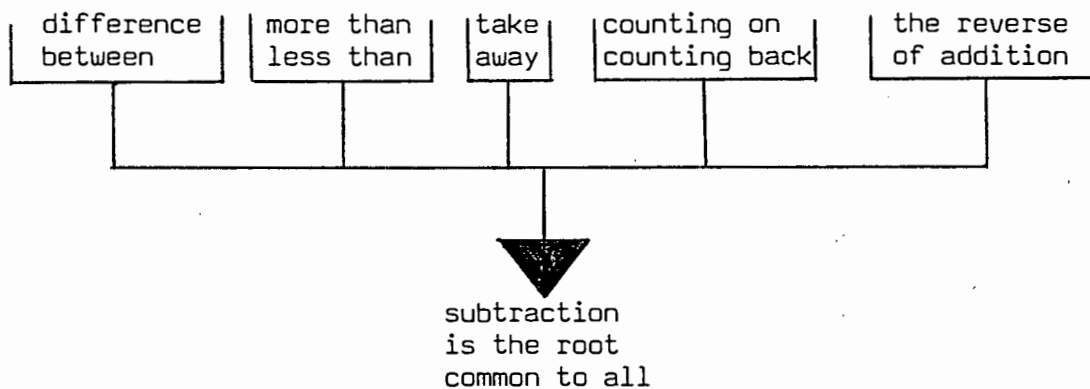 difference
between
more than
less than
take
away
counting on
counting back
the reverse
of addition
subtraction
is the root
common to all